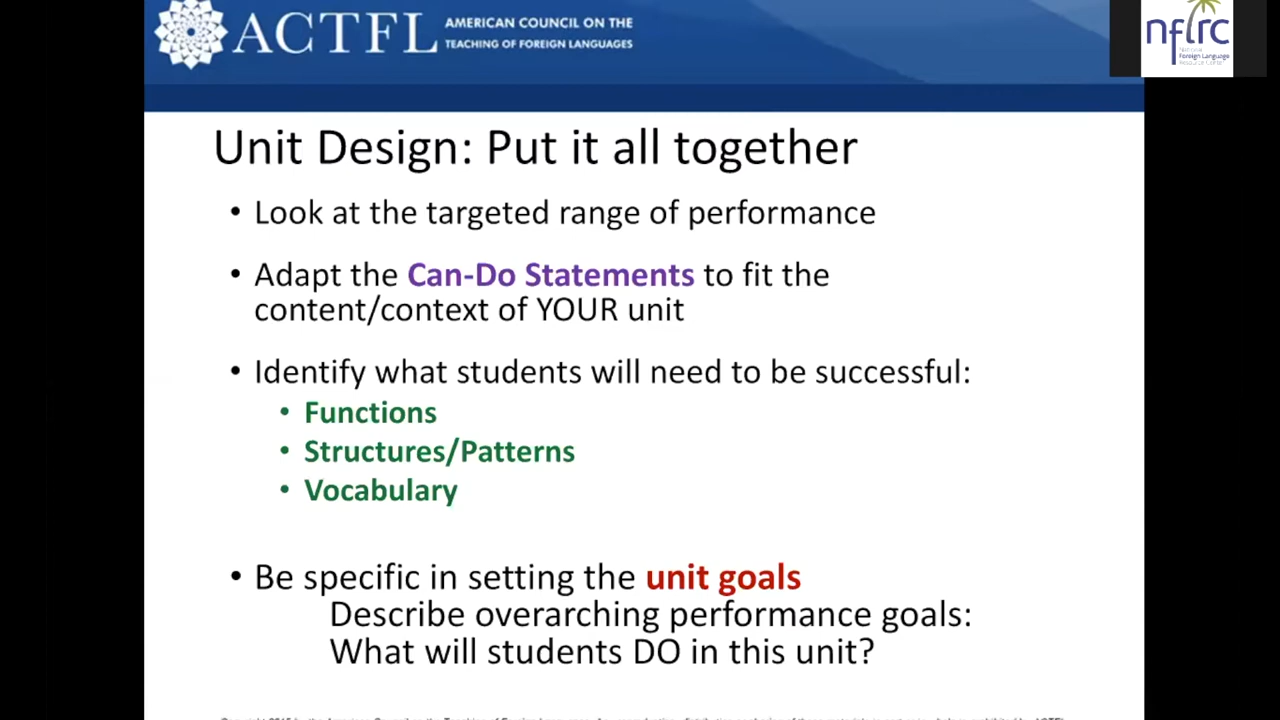 ACTFL
AMERICAN COUNCIL ON THE
TEACHING OF FOREIGN LANGUAGES
nflrc
National
Foreign Language
Resource Center
Unit Design: Put it all together
• Look at the targeted range of performance
• Adapt the Can-Do Statements to fit the
content/context of YOUR unit
• Identify what students will need to be successful:
• Functions
• Structures/Patterns
• Vocabulary
• Be specific in setting the unit goals
Describe overarching performance goals:
What will students DO in this unit?